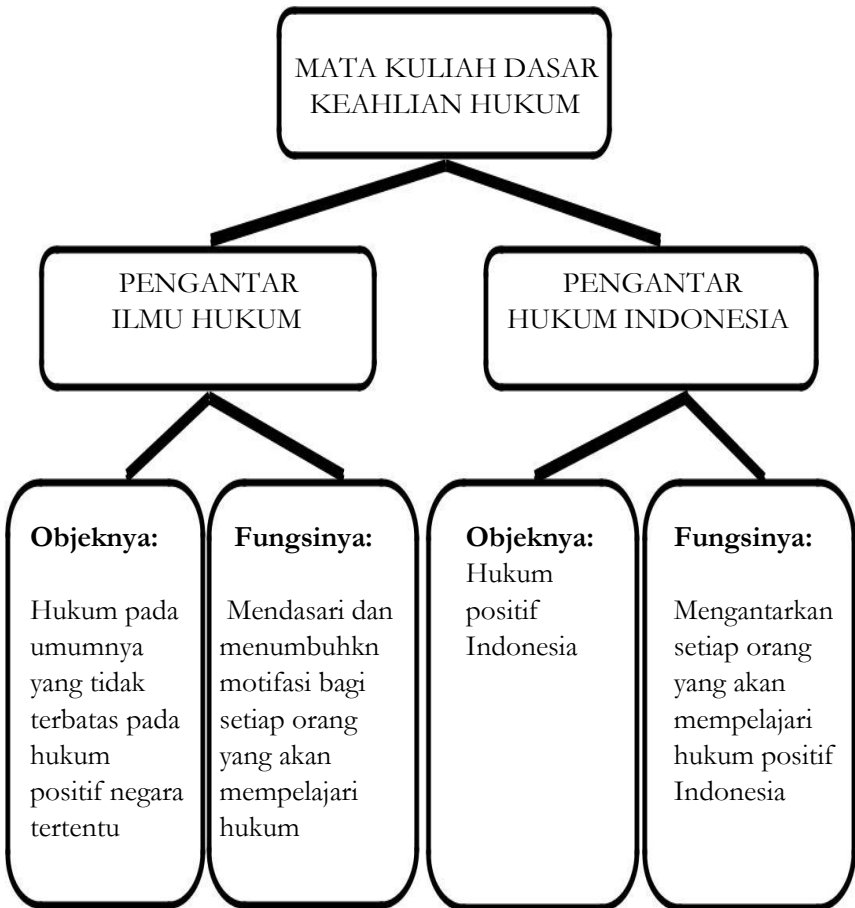 MATA KULIAH DASAR
KEAHLIAN HUKUM
PENGANTAR
ILMU HUKUM
PENGANTAR
HUKUM INDONESIA
Objeknya:
Hukum pada
umumnya
yang tidak
terbatas pada
hukum
positif negara
tertentu
Fungsinya:
Mendasari dan
menumbuhkn
motifasi bagi
setiap orang
yang akan
mempelajari
hukum
Objeknya:
Hukum
positif
Indonesia
Fungsinya:
Mengantarkan
setiap orang
yang akan
mempelajari
hukum positif
Indonesia